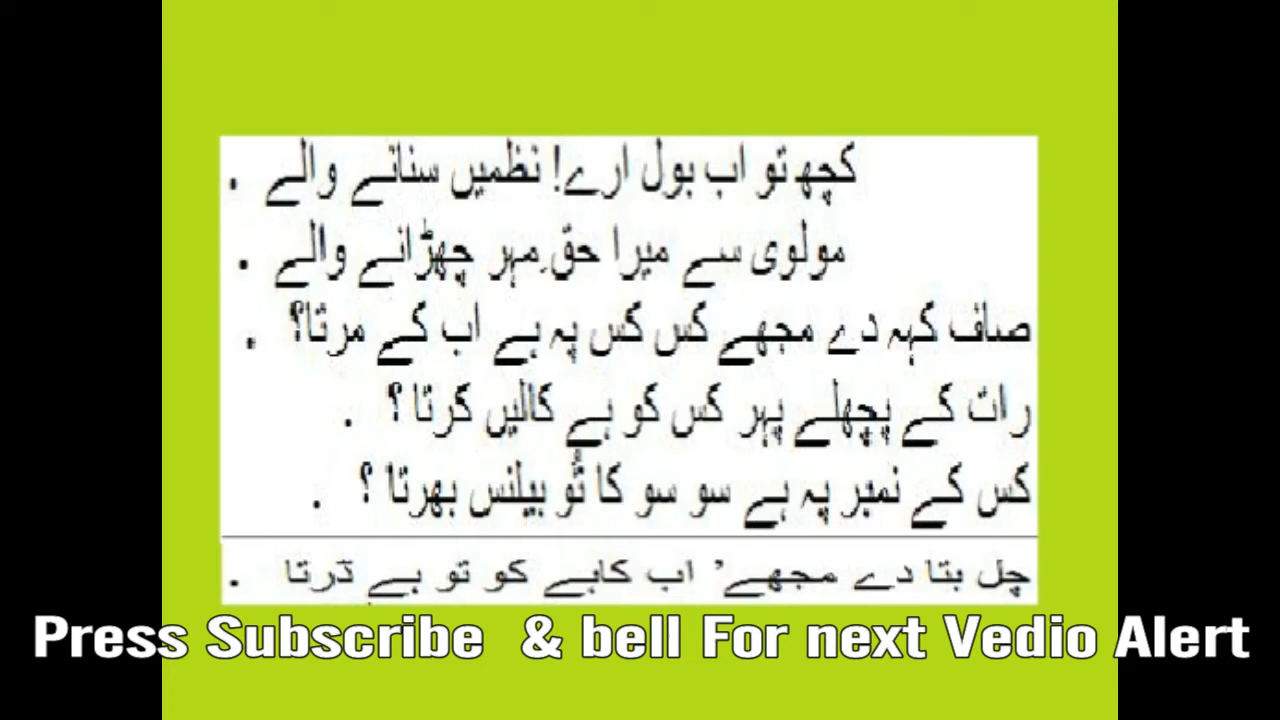 کچھ تو اب بول ارے! نظمیں سنانے والے .
مولوی سے میرا حقِ مہر چھڑانے والے .
صاف کہہ دے مجھے کس کس پہ ہے اب کے مرتا؟ .
رات کے پچھلے پہر کس کو ہے کالیں کرتا ؟ .
کس کے نمبر پہ ہے سو سو کا تُو بیلنس بھرتا ؟ .
چل بتا دے مجھے’ اب کاہے کو تو ہے ڈرتا .
Press Subscribe & bell For next Vedio Alert